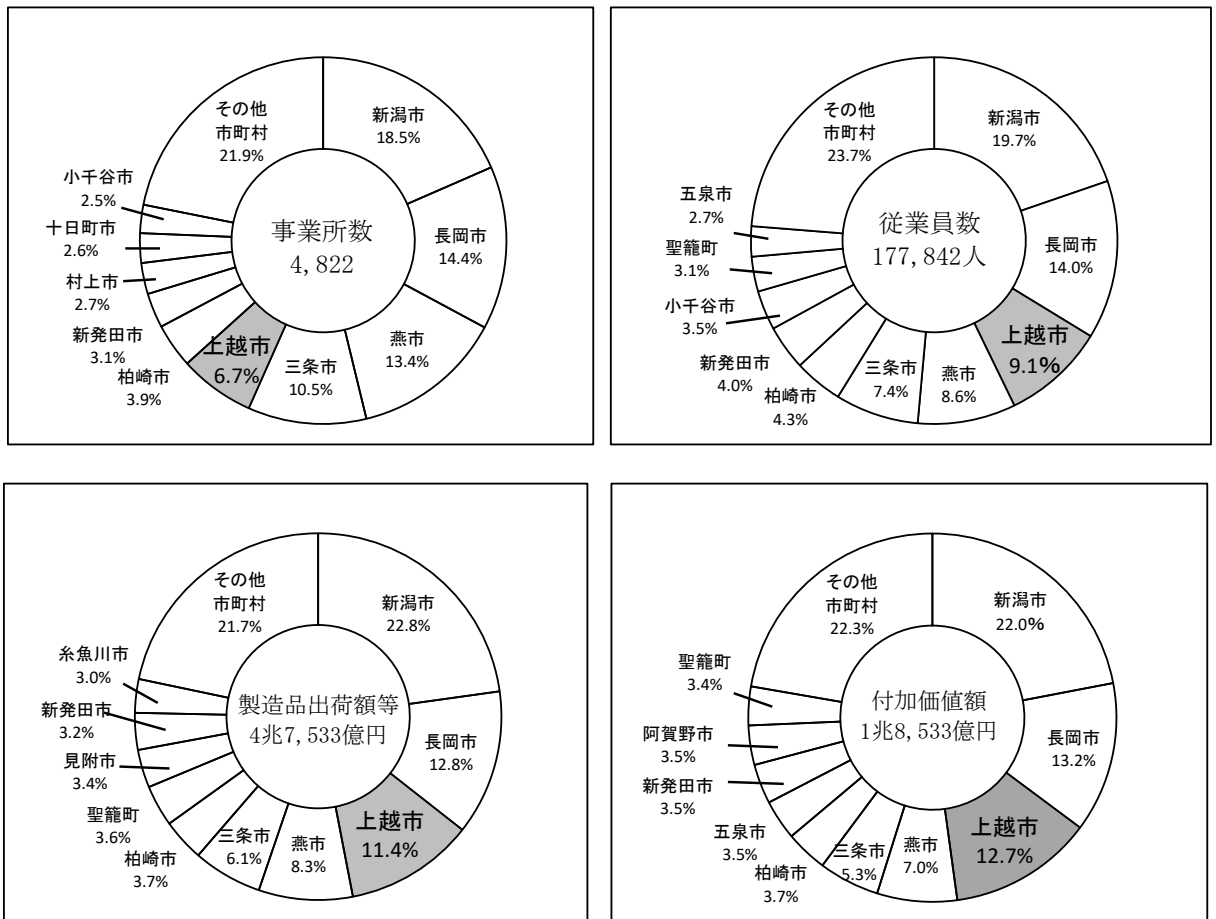 その他
市町村
21.9%
新潟市
18.5%
長岡市
14.4%
燕市
13.4%
三条市
10.5%
上越市
6.7%
柏崎市
3.9%
新発田市
3.1%
村上市
2.7%
十日町市
2.6%
小千谷市
2.5%
事業所数
4,822
その他
市町村
23.7%
新潟市
19.7%
長岡市
14.0%
上越市
9.1%
燕市
8.6%
三条市
7.4%
柏崎市
4.3%
新発田市
4.0%
小千谷市
3.5%
聖籠町
3.1%
五泉市
2.7%
従業員数
177,842人
その他
市町村
21.7%
新潟市
22.8%
長岡市
12.8%
上越市
11.4%
燕市
8.3%
三条市
6.1%
柏崎市
3.7%
聖籠町
3.6%
見附市
3.4%
新発田市
3.2%
糸魚川市
3.0%
製造品出荷額等
4兆7,533億円
その他
市町村
22.3%
新潟市
22.0%
長岡市
13.2%
上越市
12.7%
燕市
7.0%
三条市
5.3%
柏崎市
3.7%
五泉市
3.5%
新発田市
3.5%
阿賀野市
3.5%
聖籠町
3.4%
付加価値額
1兆8,533億円